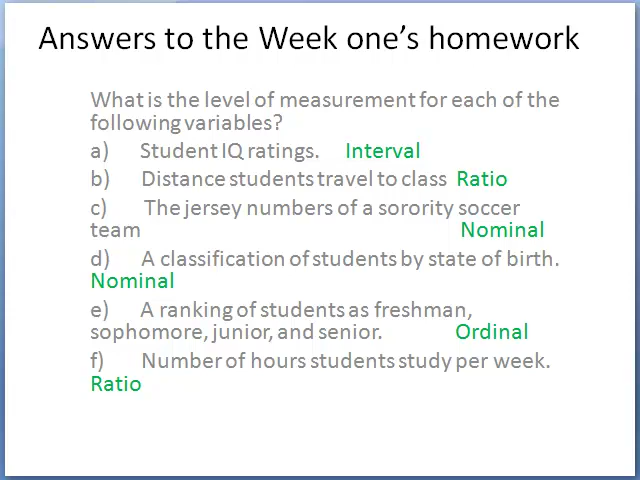 Answers to the Week one's homework
What is the level of measurement for each of the
following variables?
a) Student IQ ratings. Interval
b) Distance students travel to class Ratio
c) The jersey numbers of a sorority soccer
team Nominal
d) A classification of students by state of birth.
Nominal
e) A ranking of students as freshman,
sophomore, junior, and senior. Ordinal
f) Number of hours students study per week.
Ratio